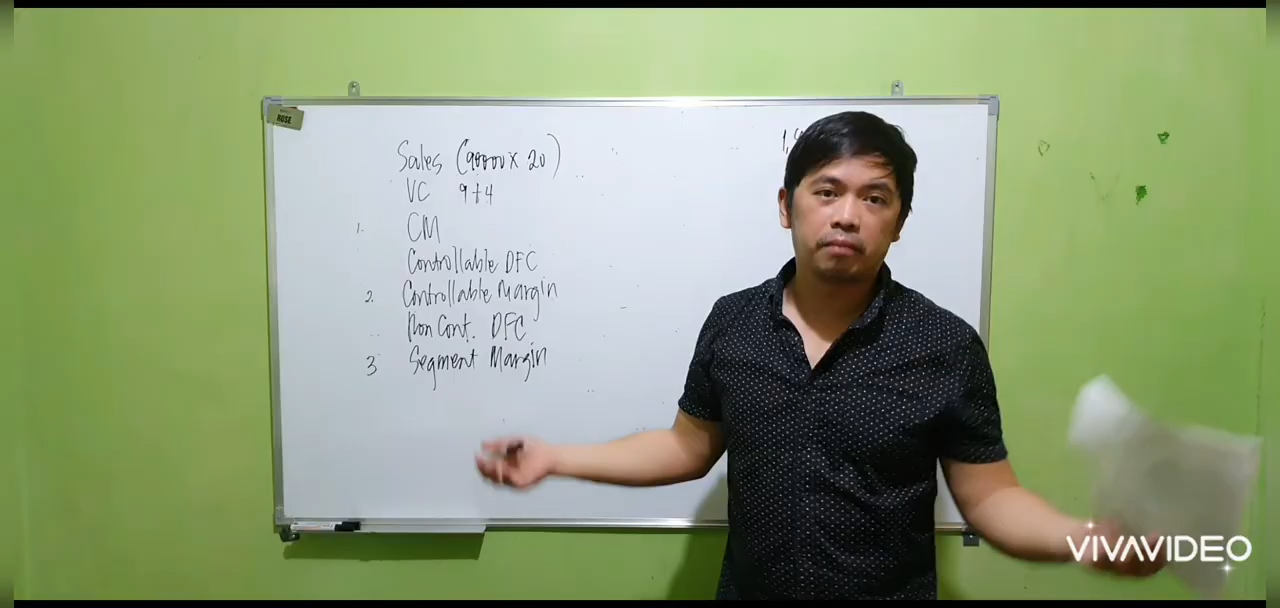 ROSE
Sales (90000 x 20)
VC 9+4
1. CM
Controllable DFC
2. Controllable Margin
Non Cont. DFC
3 Segment Margin
VIVAVIDEO